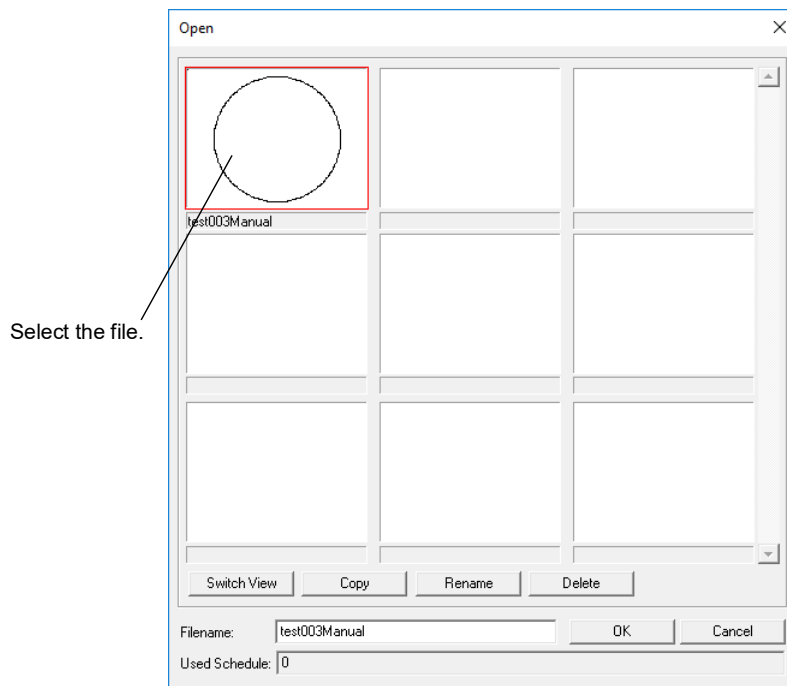 Open
test003Manual
Select the file.
Switch View
Copy
Rename
Delete
Filename:
test003Manual
OK
Cancel
Used Schedule:
0